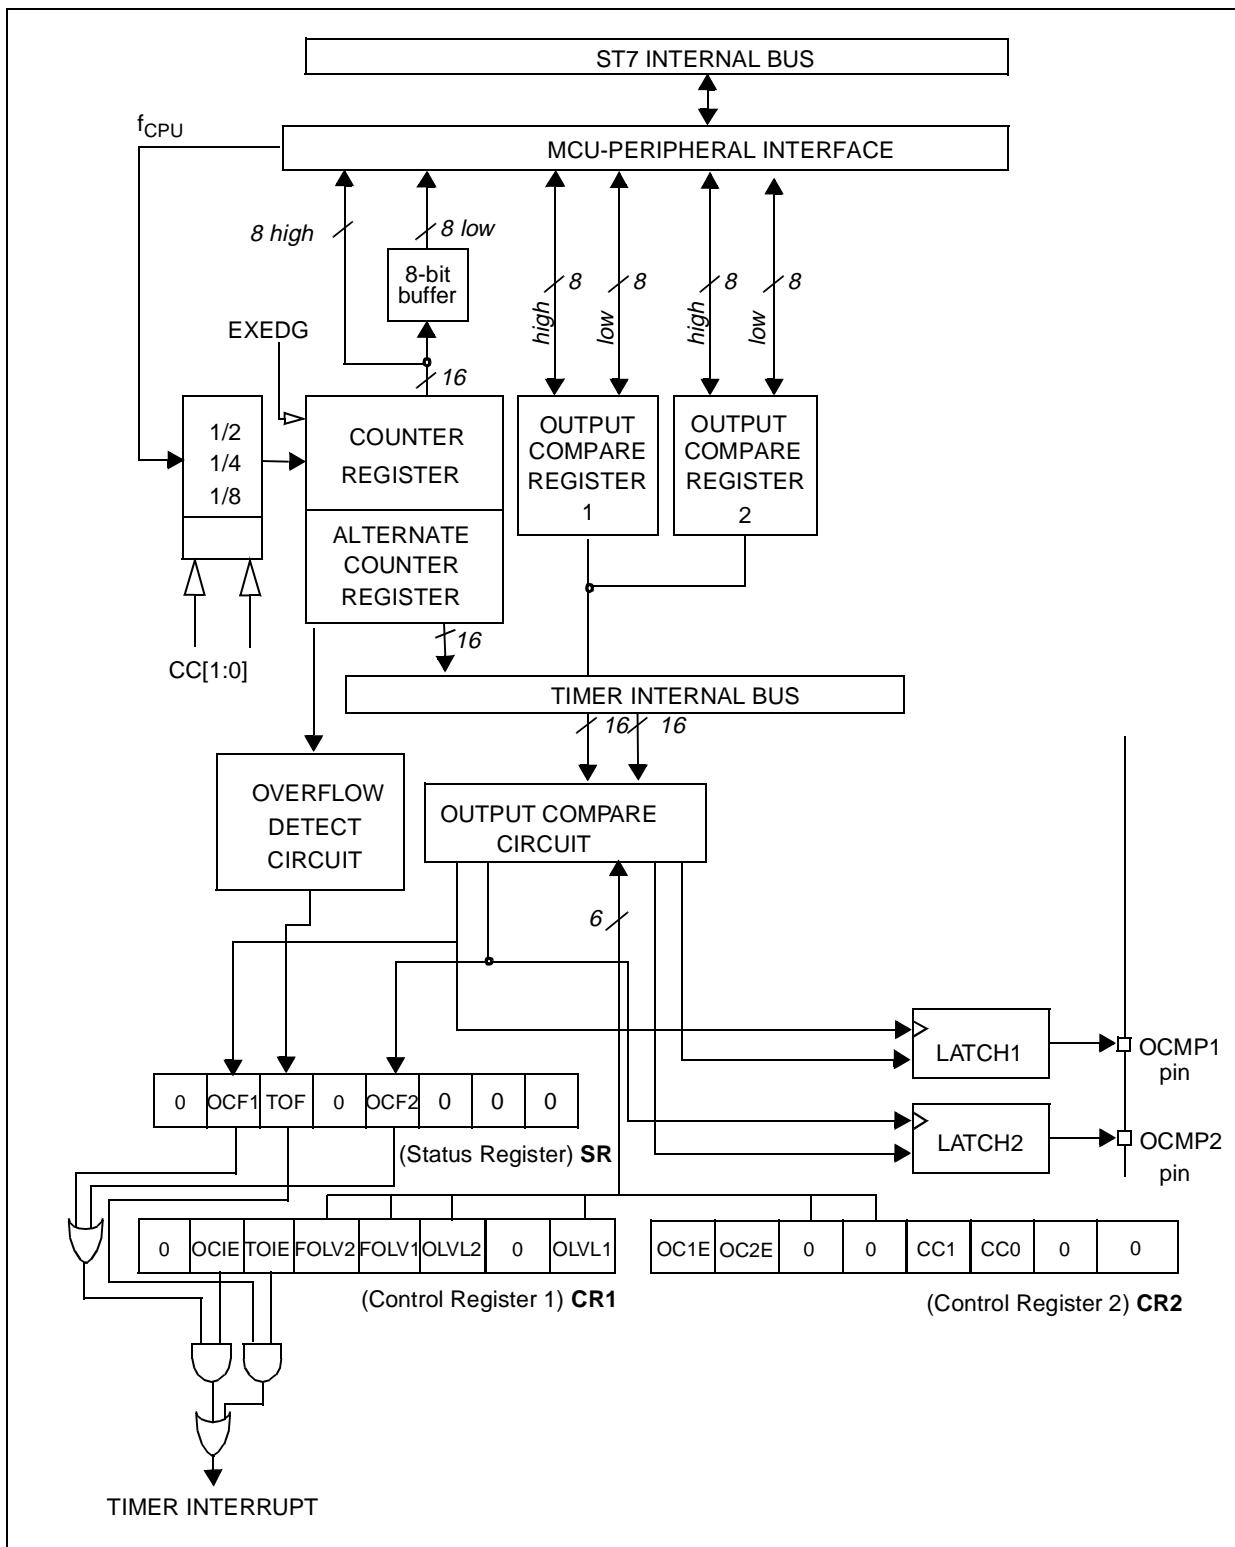 ST7 INTERNAL BUS
fCPU
MCU-PERIPHERAL INTERFACE
8 high
8 low
8-bit
buffer
8
8
8
8
high
low
high
low
EXEDG
16
1/2
1/4
1/8
COUNTER
REGISTER
OUTPUT
COMPARE
REGISTER
1
OUTPUT
COMPARE
REGISTER
2
ALTERNATE
COUNTER
REGISTER
16
CC[1:0]
TIMER INTERNAL BUS
16
16
OVERFLOW
DETECT
CIRCUIT
OUTPUT COMPARE
CIRCUIT
6
LATCH1
OCMP1
pin
0 OCF1 TOF 0 OCF2 0 0 0
(Status Register) SR
LATCH2
OCMP2
pin
0 OCIE TOIE FOLV2 FOLV1 OLVL2 0 OLVL1
(Control Register 1) CR1
OC1E OC2E 0 0 CC1 CC0 0 0
(Control Register 2) CR2
TIMER INTERRUPT